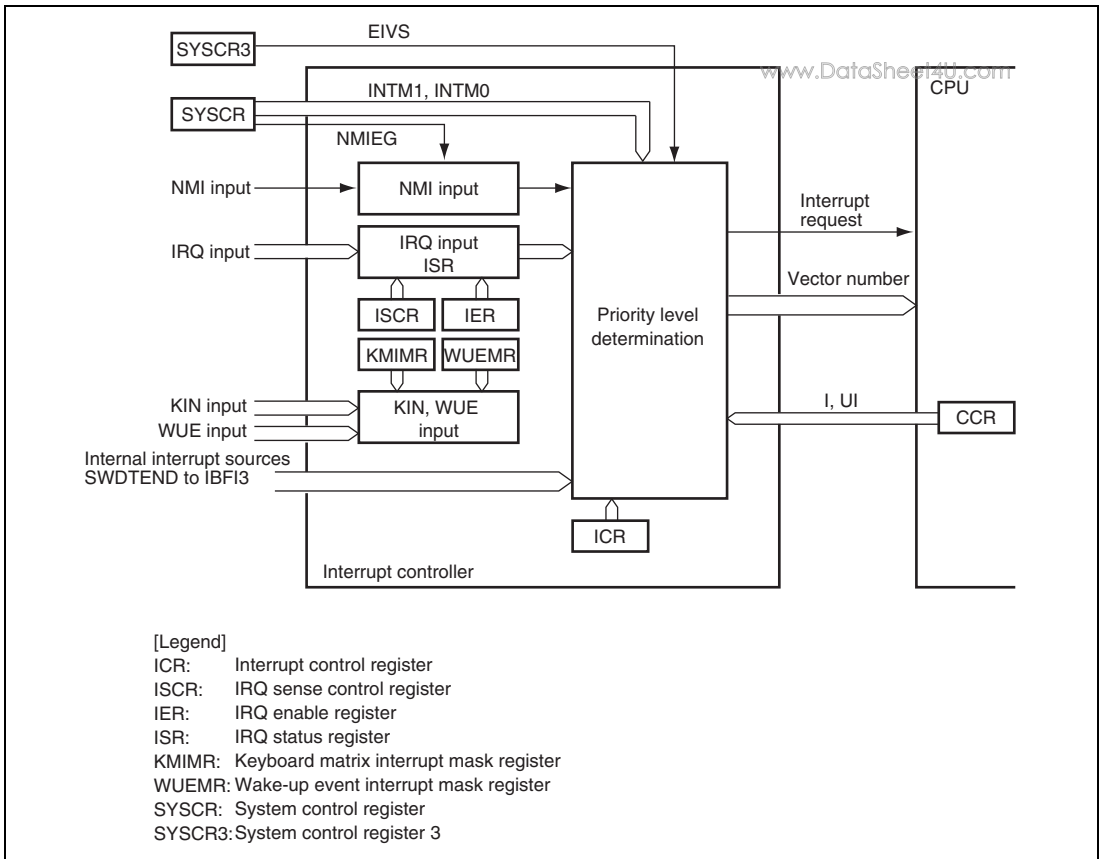 EIVS
SYSCR3
www.DataSheet4U.com
CPU
INTM1, INTM0
SYSCR
NMIEG
NMI input
NMI input
Interrupt
request
IRQ input
IRQ input
ISR
Vector number
ISCR
IER
Priority level
determination
KMIMR
WUEMR
KIN input
WUE input
KIN, WUE
input
I, UI
CCR
Internal interrupt sources
SWDTEND to IBFI3
ICR
Interrupt controller
[Legend]
ICR: Interrupt control register
ISCR: IRQ sense control register
IER: IRQ enable register
ISR: IRQ status register
KMIMR: Keyboard matrix interrupt mask register
WUEMR: Wake-up event interrupt mask register
SYSCR: System control register
SYSCR3: System control register 3